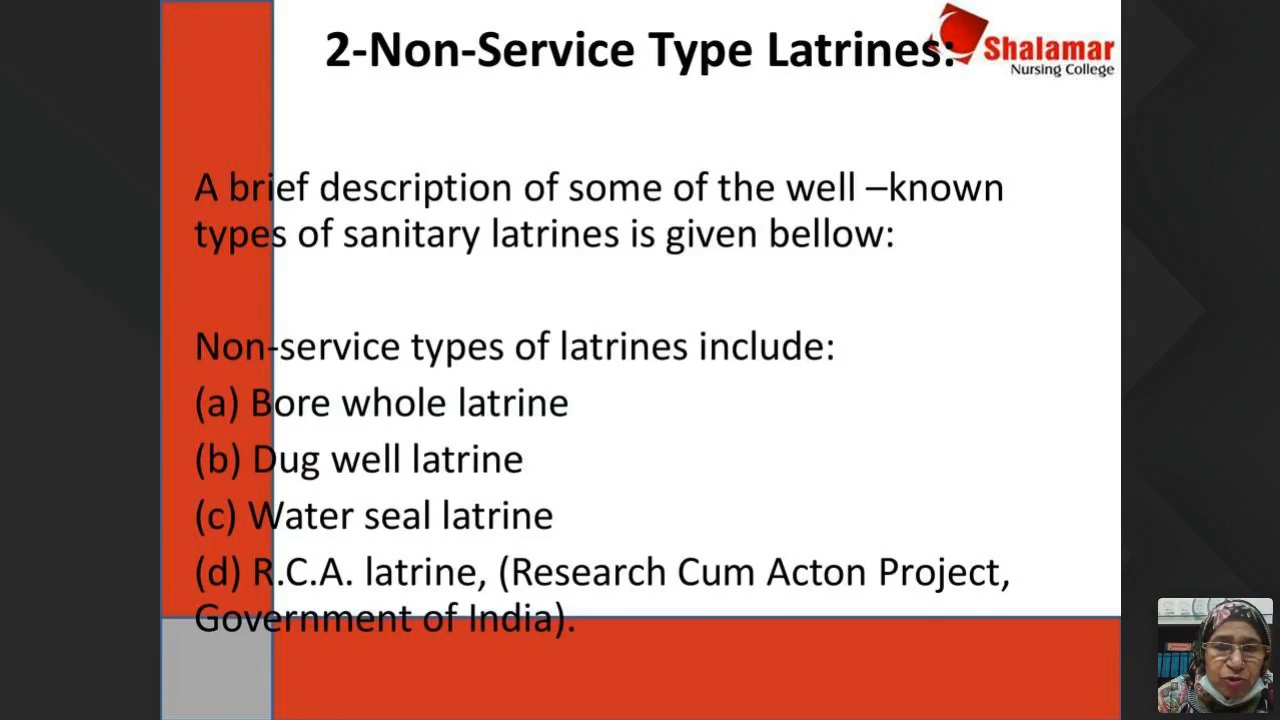 2-Non-Service Type Latrines:
Shalamar
Nursing College
A brief description of some of the well –known
types of sanitary latrines is given bellow:
Non-service types of latrines include:
(a) Bore whole latrine
(b) Dug well latrine
(c) Water seal latrine
(d) R.C.A. latrine, (Research Cum Acton Project,
Government of India).